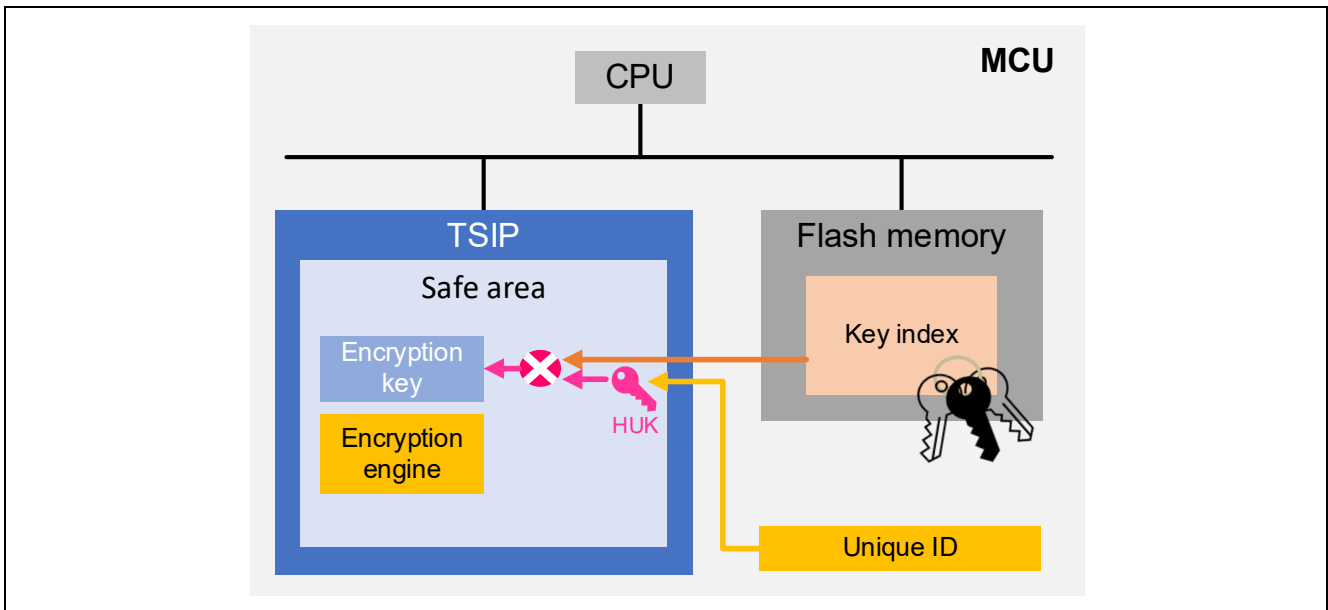 MCU
CPU
TSIP
Flash memory
Safe area
Key index
Encryption
key
HUK
Encryption
engine
Unique ID